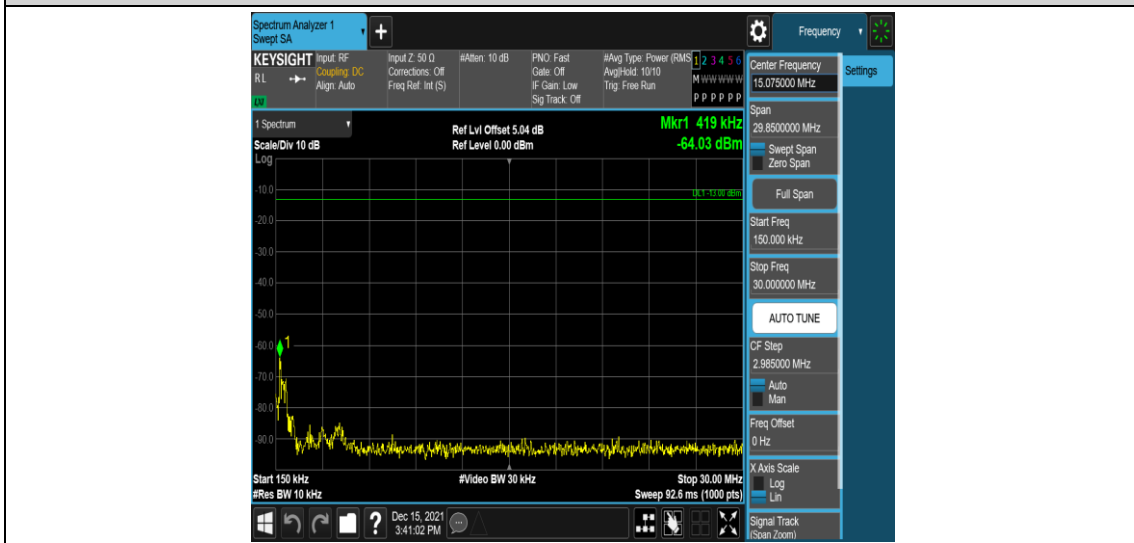 Spectrum Analyzer 1
Swept SA
Frequency
KEYSIGHT
RL
Input: RF
Coupling: DC
Align: Auto
Input Z: 50 Ω
Corrections: Off
Freq Ref: Int (S)
#Atten: 10 dB
PNO: Fast
Gate: Off
IF Gain: Low
Sig Track: Off
#Avg Type: Power (RMS
Avg|Hold: 10/10
Trig: Free Run
1 2 3 4 5 6
M W W W W W
P P P P P P
1 Spectrum
Scale/Div 10 dB
Ref Lvl Offset 5.04 dB
Ref Level 0.00 dBm
Mkr1 419 kHz
-64.03 dBm
Log
DL1 -13.00 dBm
-10.0
-20.0
-30.0
-40.0
-50.0
-60.0
1
-70.0
-80.0
-90.0
Start 150 kHz
#Video BW 30 kHz
Stop 30.00 MHz
#Res BW 10 kHz
Sweep 92.6 ms (1000 pts)
?
Dec 15, 2021
3:41:02 PM
Center Frequency
15.075000 MHz
Settings
Span
29.8500000 MHz
Swept Span
Zero Span
Full Span
Start Freq
150.000 kHz
Stop Freq
30.000000 MHz
AUTO TUNE
CF Step
2.985000 MHz
Auto
Man
Freq Offset
0 Hz
X Axis Scale
Log
Lin
Signal Track
(Span Zoom)